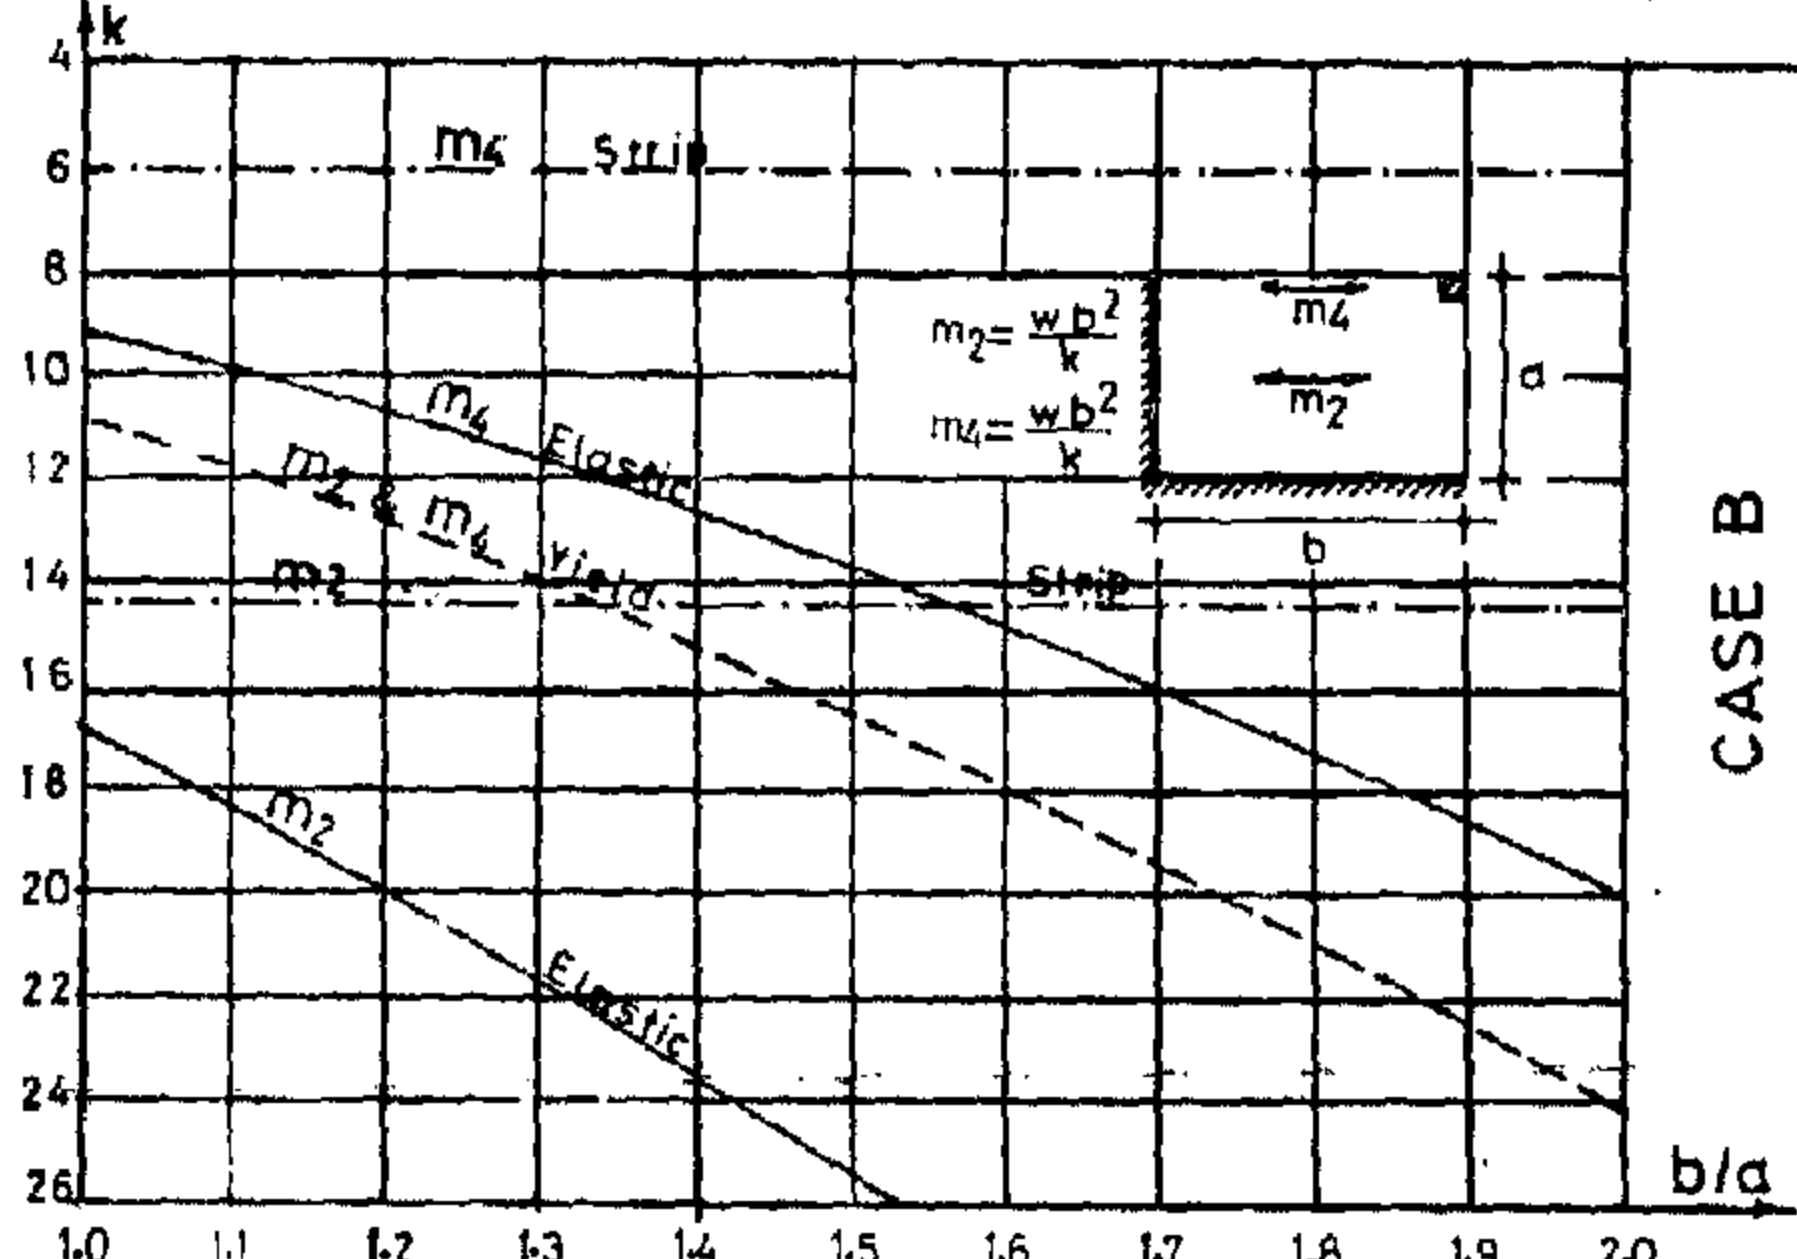 k
4
m4 Strip
6
8
m4
m2 = w b² / k
a
10
m2
m4 Elastic
m4 = w b² / k
12
m2 & m4 Yield
b
14
m2 Strip
16
18
m2
20
Elastic
22
24
26
b/a
1.0 1.1 1.2 1.3 1.4 1.5 1.6 1.7 1.8 1.9 2.0
CASE B